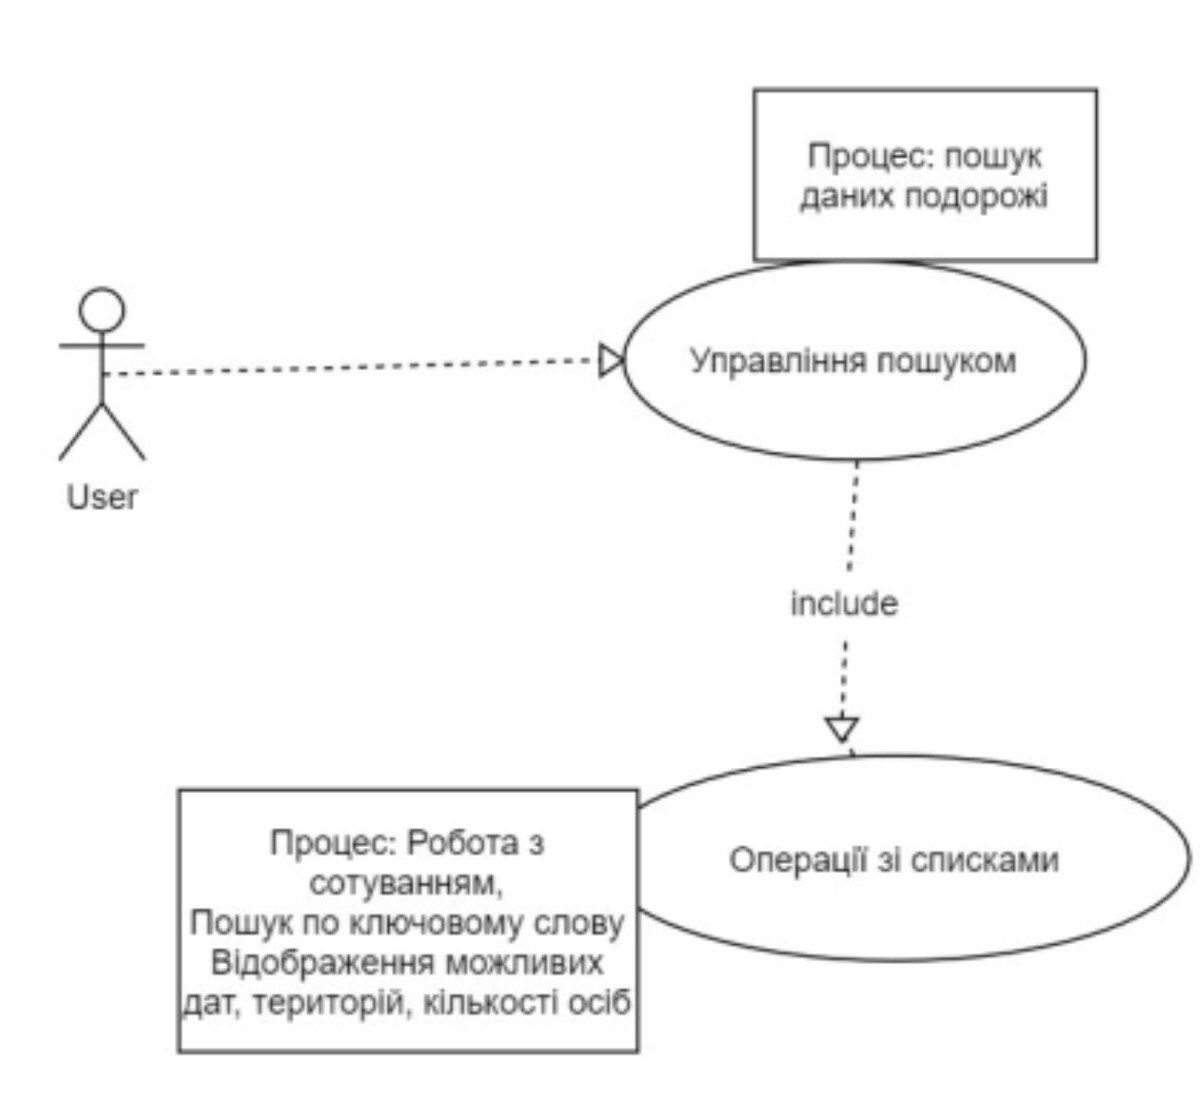 Процес: пошук
даних подорожі
Управління пошуком
User
include
Процес: Робота з
сотуванням,
Пошук по ключовому слову
Відображення можливих
дат, територій, кількості осіб
Операції зі списками